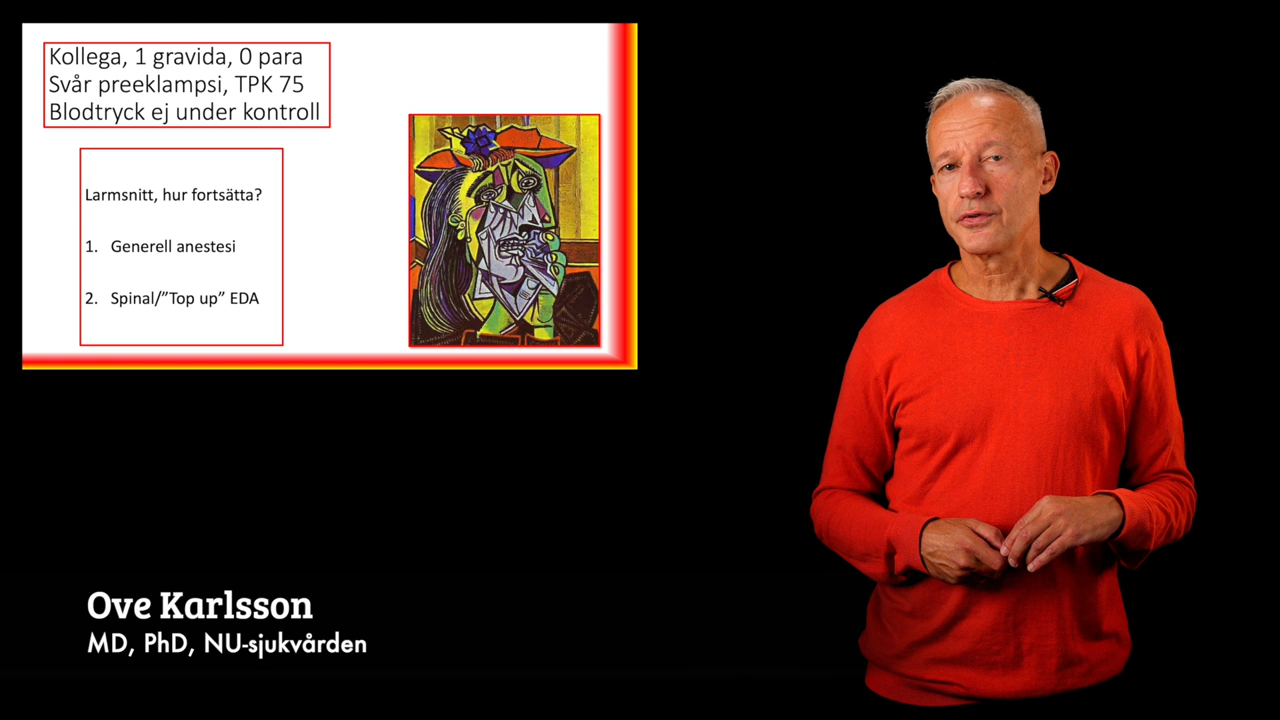 Kollega, 1 gravida, 0 para
Svår preeklampsi, TPK 75
Blodtryck ej under kontroll
Larmsnitt, hur fortsätta?
1. Generell anestesi
2. Spinal/”Top up” EDA
Ove Karlsson
MD, PhD, NU-sjukvården